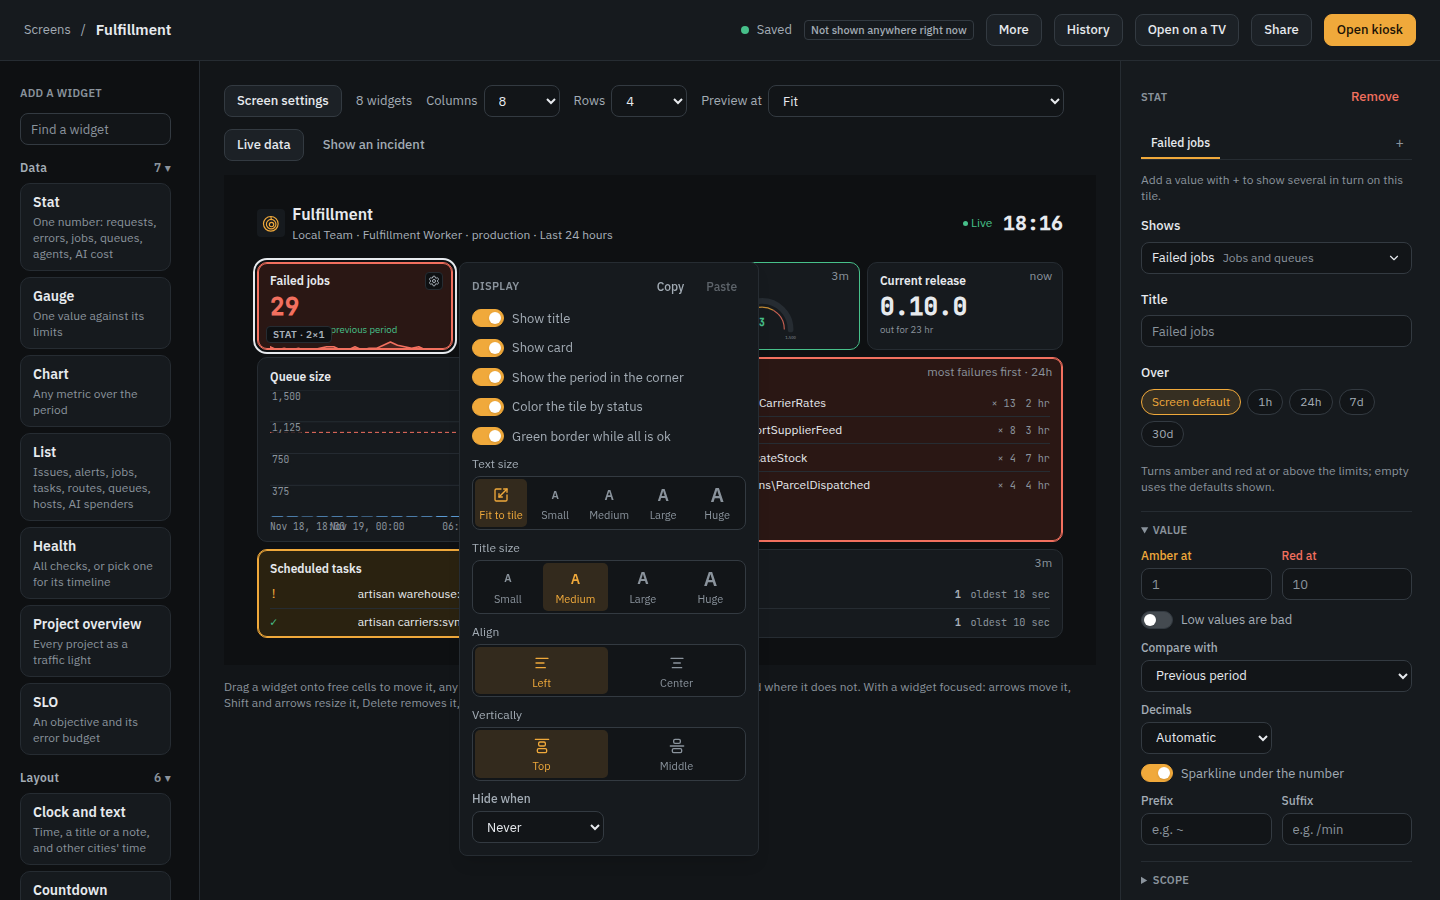 Screens / Fulfillment
Saved
Not shown anywhere right now
More
History
Open on a TV
Share
Open kiosk
ADD A WIDGET
Find a widget
Data 7
Stat
One number: requests,
errors, jobs, queues,
agents, AI cost
Gauge
One value against its
limits
Chart
Any metric over the
period
List
Issues, alerts, jobs,
tasks, routes, queues,
hosts, AI spenders
Health
All checks, or pick one
for its timeline
Project overview
Every project as a
traffic light
SLO
An objective and its
error budget
Layout 6
Clock and text
Time, a title or a note,
and other cities' time
Countdown
Screen settings
8 widgets
Columns 8
Rows 4
Preview at Fit
Live data
Show an incident
Fulfillment
Local Team · Fulfillment Worker · production · Last 24 hours
Live 18:16
Failed jobs
29
previous period
STAT · 2×1
3m
3
Current release now
0.10.0
out for 23 hr
Queue size
1,500
1,125
750
375
Nov 18, 18:00
Nov 19, 00:00
06:
most failures first · 24h
CarrierRates × 13 2 hr
ortSupplierFeed × 8 3 hr
cateStock × 4 7 hr
ns\ParcelDispatched × 4 4 hr
Scheduled tasks
! artisan warehouse:
✓ artisan carriers:syn
3m
1 oldest 18 sec
1 oldest 10 sec
Drag a widget onto free cells to move it, any
where it does not. With a widget focused: arrows move it,
Shift and arrows resize it, Delete removes it,
DISPLAY
Copy
Paste
Show title
Show card
Show the period in the corner
Color the tile by status
Green border while all is ok
Text size
Fit to tile
A Small
A Medium
A Large
A Huge
Title size
A Small
A Medium
A Large
A Huge
Align
Left
Center
Vertically
Top
Middle
Hide when
Never
STAT
Remove
Failed jobs +
Add a value with + to show several in turn on this
tile.
Shows
Failed jobs Jobs and queues
Title
Failed jobs
Over
Screen default
1h
24h
7d
30d
Turns amber and red at or above the limits; empty
uses the defaults shown.
VALUE
Amber at
Red at
1
10
Low values are bad
Compare with
Previous period
Decimals
Automatic
Sparkline under the number
Prefix
Suffix
e.g. ~
e.g. /min
SCOPE